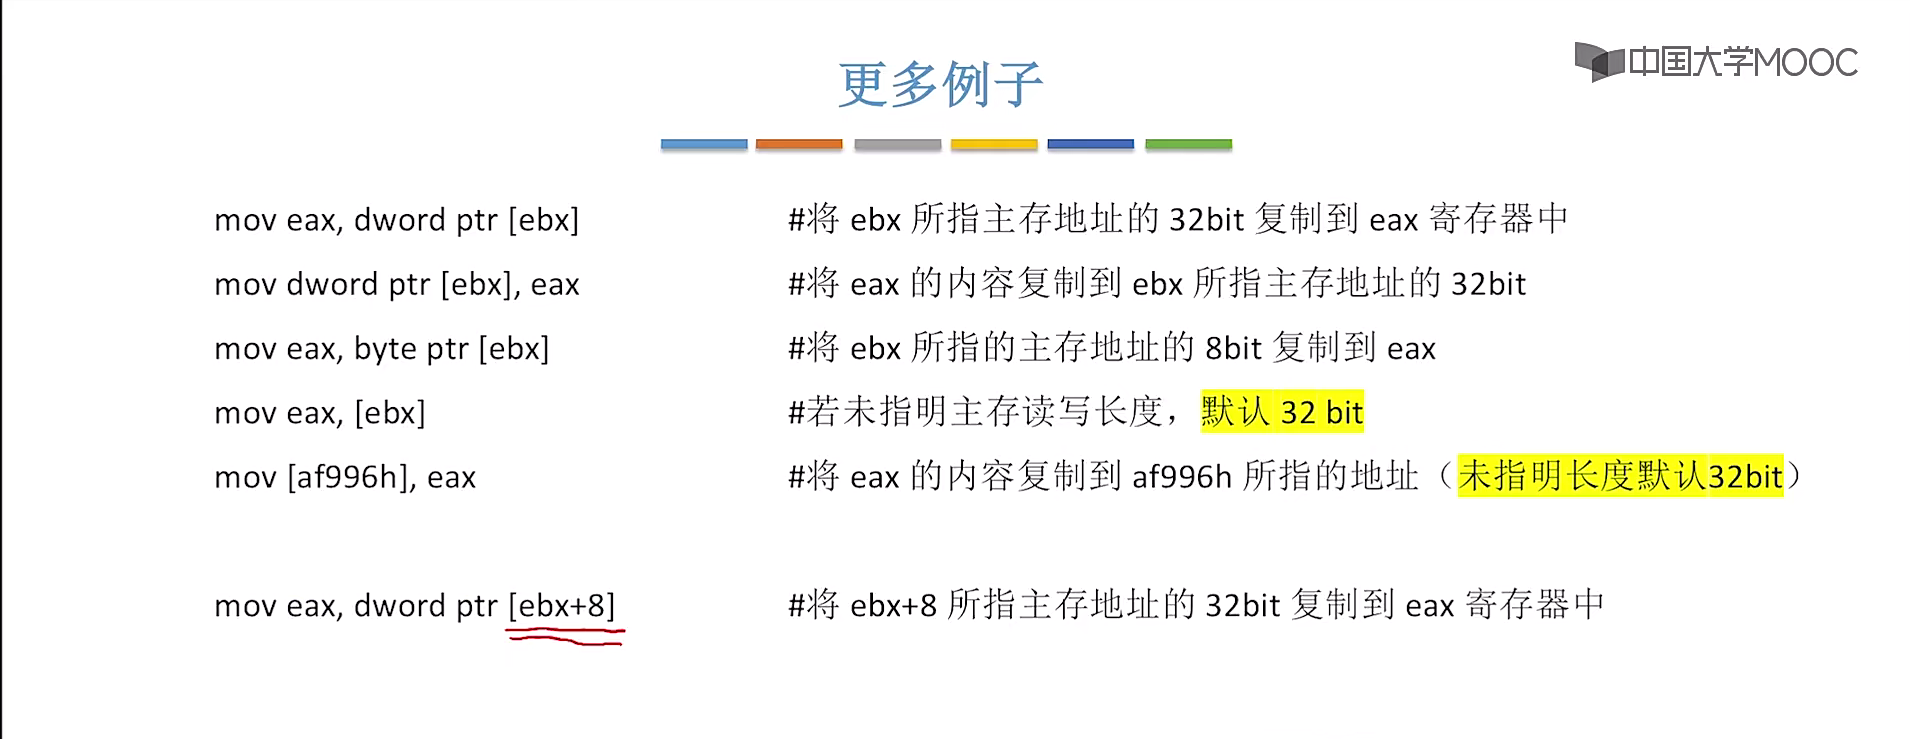 中国大学MOOC
更多例子
mov eax, dword ptr [ebx] #将 ebx 所指主存地址的 32bit 复制到 eax 寄存器中
mov dword ptr [ebx], eax #将 eax 的内容复制到 ebx 所指主存地址的 32bit
mov eax, byte ptr [ebx] #将 ebx 所指的主存地址的 8bit 复制到 eax
mov eax, [ebx] #若未指明主存读写长度，默认 32 bit
mov [af996h], eax #将 eax 的内容复制到 af996h 所指的地址（未指明长度默认32bit）
mov eax, dword ptr [ebx+8] #将 ebx+8 所指主存地址的 32bit 复制到 eax 寄存器中